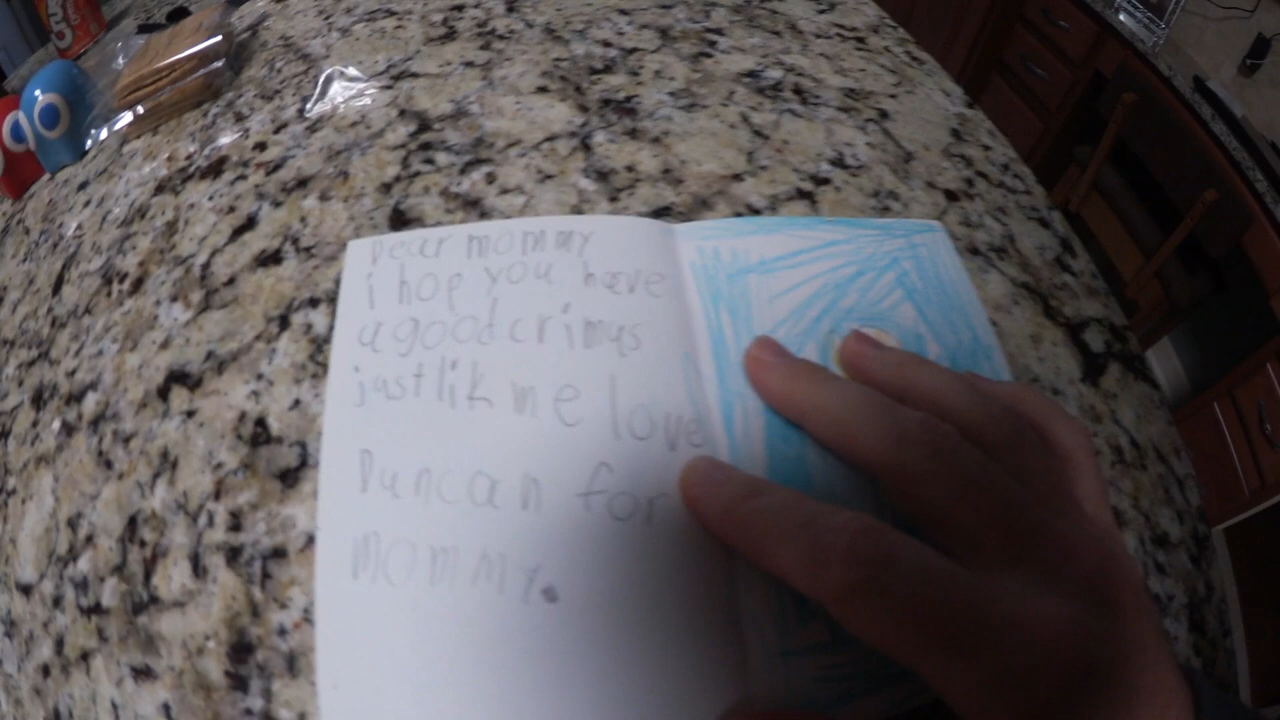 Dear mommy
i hop you have
a good crimus
just lik me love
Duncan for
mommy.